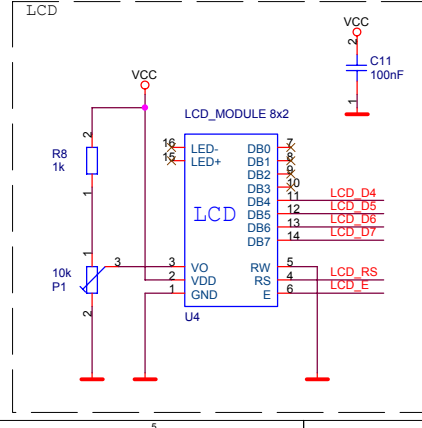 LCD
VCC
2
C11
100nF
1
VCC
LCD_MODULE 8x2
2
R8
1k
1
16 LED- DB0 7
15 LED+ DB1 8
DB2 9
DB3 10
DB4 11 LCD_D4
LCD DB5 12 LCD_D5
DB6 13 LCD_D6
DB7 14 LCD_D7
1
10k
P1
2
3 3 VO RW 5
2 VDD RS 4 LCD_RS
1 GND E 6 LCD_E
U4
5